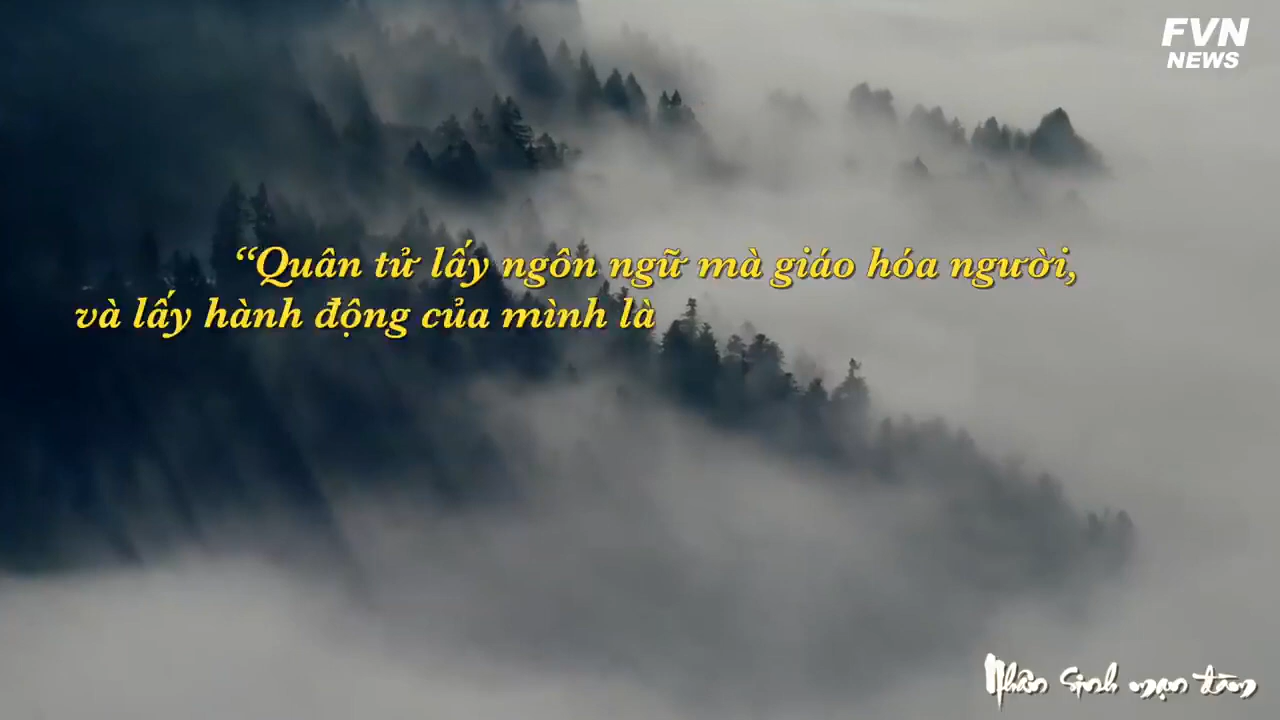 FVN
NEWS
“Quân tử lấy ngôn ngữ mà giáo hóa người,
và lấy hành động của mình là
Nhân sinh mạn đàm